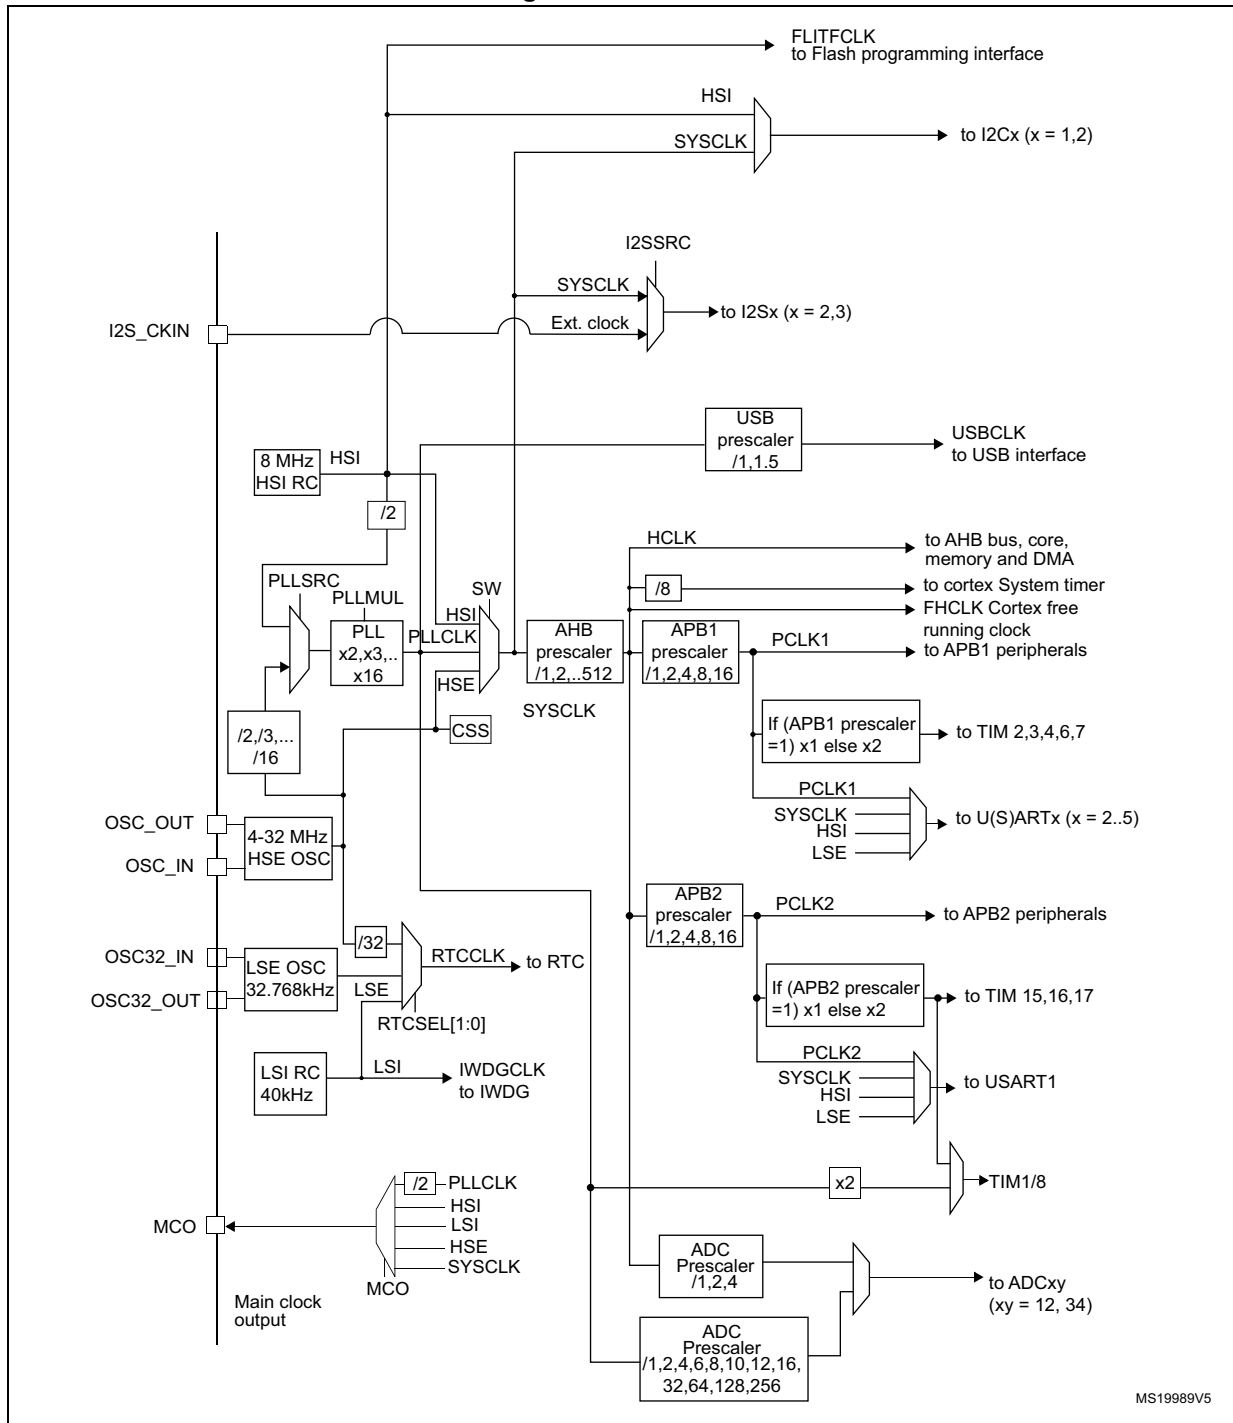 FLITFCLK
to Flash programming interface
HSI
SYSCLK
to I2Cx (x = 1,2)
I2SSRC
SYSCLK
to I2Sx (x = 2,3)
I2S_CKIN
Ext. clock
USB
prescaler
/1,1.5
USBCLK
to USB interface
8 MHz
HSI RC
HSI
/2
HCLK
to AHB bus, core,
memory and DMA
/8
to cortex System timer
FHCLK Cortex free
running clock
PLLSRC
PLLMUL
PLL
x2,x3,..
x16
SW
HSI
PLLCLK
HSE
AHB
prescaler
/1,2,..512
SYSCLK
APB1
prescaler
/1,2,4,8,16
PCLK1
to APB1 peripherals
CSS
/2,/3,...
/16
If (APB1 prescaler
=1) x1 else x2
to TIM 2,3,4,6,7
PCLK1
SYSCLK
HSI
LSE
to U(S)ARTx (x = 2..5)
OSC_OUT
OSC_IN
4-32 MHz
HSE OSC
APB2
prescaler
/1,2,4,8,16
PCLK2
to APB2 peripherals
/32
OSC32_IN
OSC32_OUT
LSE OSC
32.768kHz
LSE
RTCCLK
to RTC
RTCSEL[1:0]
If (APB2 prescaler
=1) x1 else x2
to TIM 15,16,17
LSI RC
40kHz
LSI
IWDGCLK
to IWDG
PCLK2
SYSCLK
HSI
LSE
to USART1
x2
TIM1/8
MCO
/2
PLLCLK
HSI
LSI
HSE
SYSCLK
MCO
Main clock
output
ADC
Prescaler
/1,2,4
to ADCxy
(xy = 12, 34)
ADC
Prescaler
/1,2,4,6,8,10,12,16,
32,64,128,256
MS19989V5